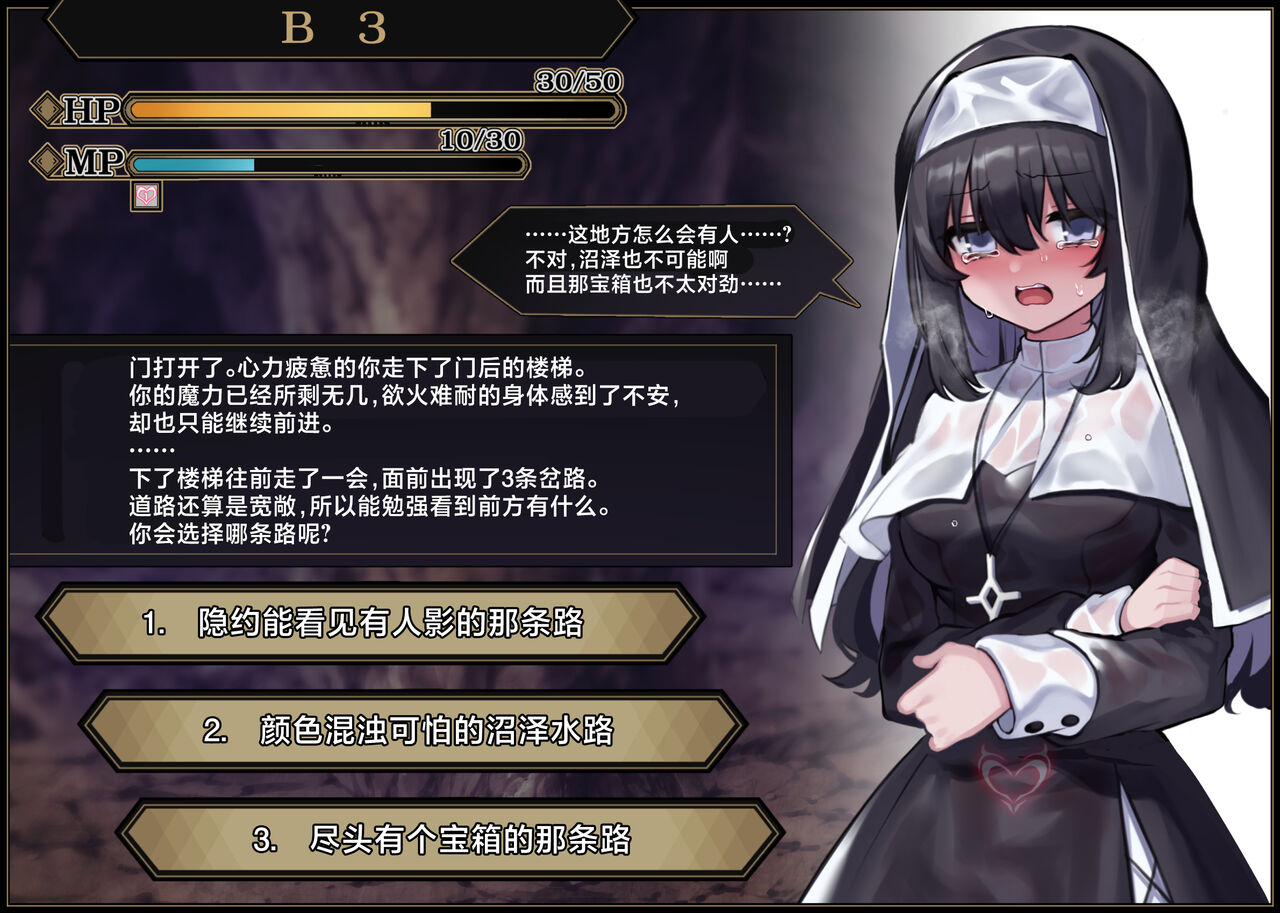 B 3
30/50
HP
10/30
MP
……这地方怎么会有人……?
不对,沼泽也不可能啊
而且那宝箱也不太对劲……
门打开了。心力疲惫的你走下了门后的楼梯。
你的魔力已经所剩无几,欲火难耐的身体感到了不安,
却也只能继续前进。
……
下了楼梯往前走了一会,面前出现了3条岔路。
道路还算是宽敞,所以能勉强看到前方有什么。
你会选择哪条路呢?
1. 隐约能看见有人影的那条路
2. 颜色混浊可怕的沼泽水路
3. 尽头有个宝箱的那条路